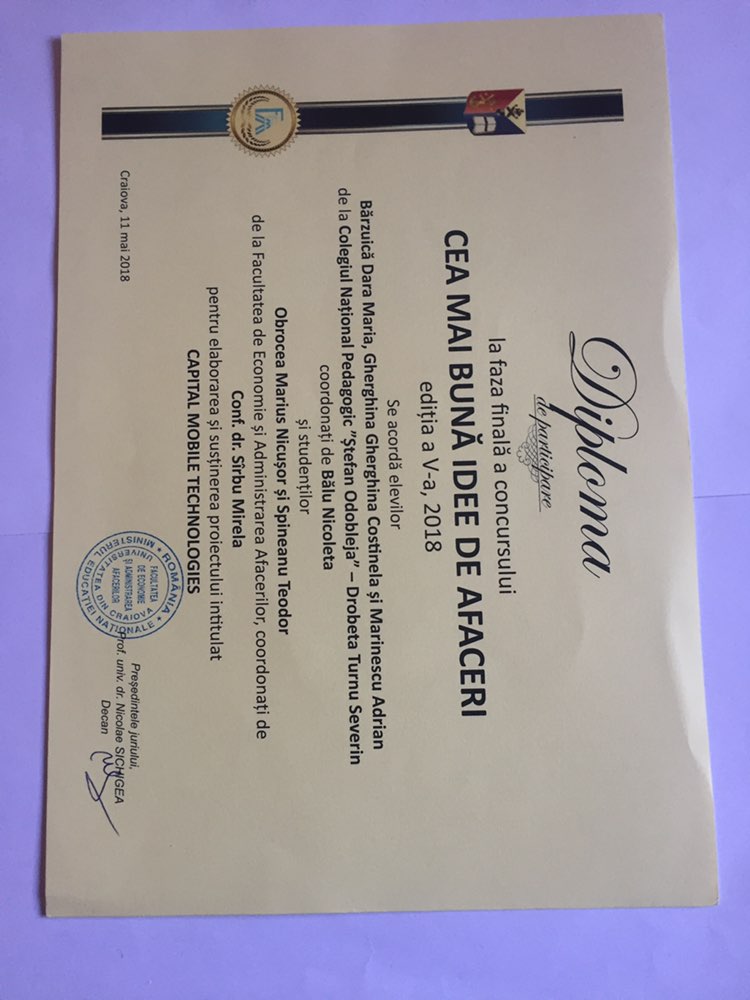 Diploma
de participare
la faza finală a concursului
CEA MAI BUNĂ IDEE DE AFACERI
ediția a V-a, 2018
Se acordă elevilor
Bărzuică Dara Maria, Gherghina Gherghina Costinela și Marinescu Adrian
de la Colegiul Național Pedagogic "Ștefan Odobleja" – Drobeta Turnu Severin
coordonați de Bălu Nicoleta
și studenților
Obrocea Marius Nicușor și Spineanu Teodor
de la Facultatea de Economie și Administrarea Afacerilor, coordonați de
Conf. dr. Sîrbu Mirela
pentru elaborarea și susținerea proiectului intitulat
CAPITAL MOBILE TECHNOLOGIES
Craiova, 11 mai 2018
Președintele juriului,
Prof. univ. dr. Nicolae SICHIGEA
Decan
ROMÂNIA
MINISTERUL EDUCAȚIEI NAȚIONALE
UNIVERSITATEA DIN CRAIOVA
FACULTATEA
DE ECONOMIE
ȘI ADMINISTRAREA
AFACERILOR